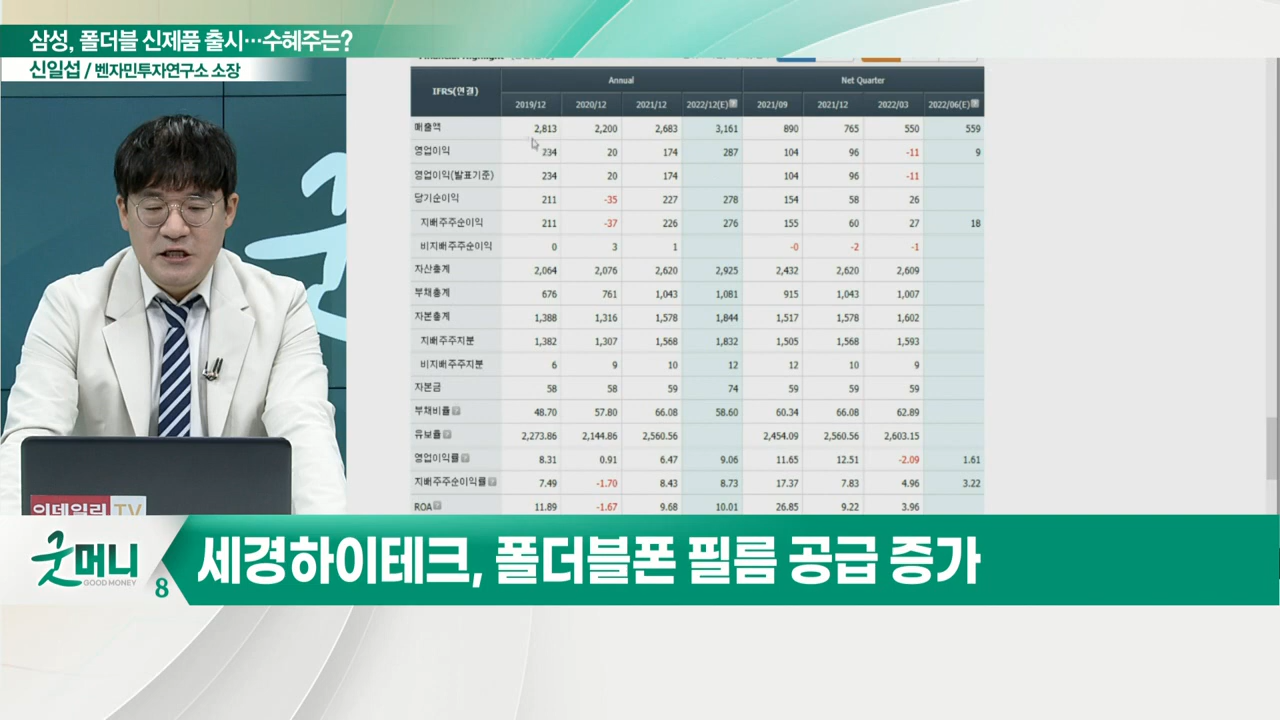 삼성, 폴더블 신제품 출시…수혜주는?
신일섭 / 벤자민투자연구소 소장
IFRS(연결) Annual Net Quarter
2019/12 2020/12 2021/12 2022/12(E) 2021/09 2021/12 2022/03 2022/06(E)
매출액 2,813 2,200 2,683 3,161 890 765 550 559
영업이익 234 20 174 287 104 96 -11 9
영업이익(발표기준) 234 20 174 104 96 -11
당기순이익 211 -35 227 278 154 58 26
지배주주순이익 211 -37 226 276 155 60 27 18
비지배주주순이익 0 3 1 -0 -2 -1
자산총계 2,064 2,076 2,620 2,925 2,432 2,620 2,609
부채총계 676 761 1,043 1,081 915 1,043 1,007
자본총계 1,388 1,316 1,578 1,844 1,517 1,578 1,602
지배주주지분 1,382 1,307 1,568 1,832 1,505 1,568 1,593
비지배주주지분 6 9 10 12 12 10 9
자본금 58 58 59 74 59 59 59
부채비율 48.70 57.80 66.08 58.60 60.34 66.08 62.89
유보율 2,273.86 2,144.86 2,560.56 2,454.09 2,560.56 2,603.15
영업이익률 8.31 0.91 6.47 9.06 11.65 12.51 -2.09 1.61
지배주주순이익률 7.49 -1.70 8.43 8.73 17.37 7.83 4.96 3.22
ROA 11.89 -1.67 9.68 10.01 26.85 9.22 3.96
이데일리 TV
굿머니
GOOD MONEY
8
세경하이테크, 폴더블폰 필름 공급 증가